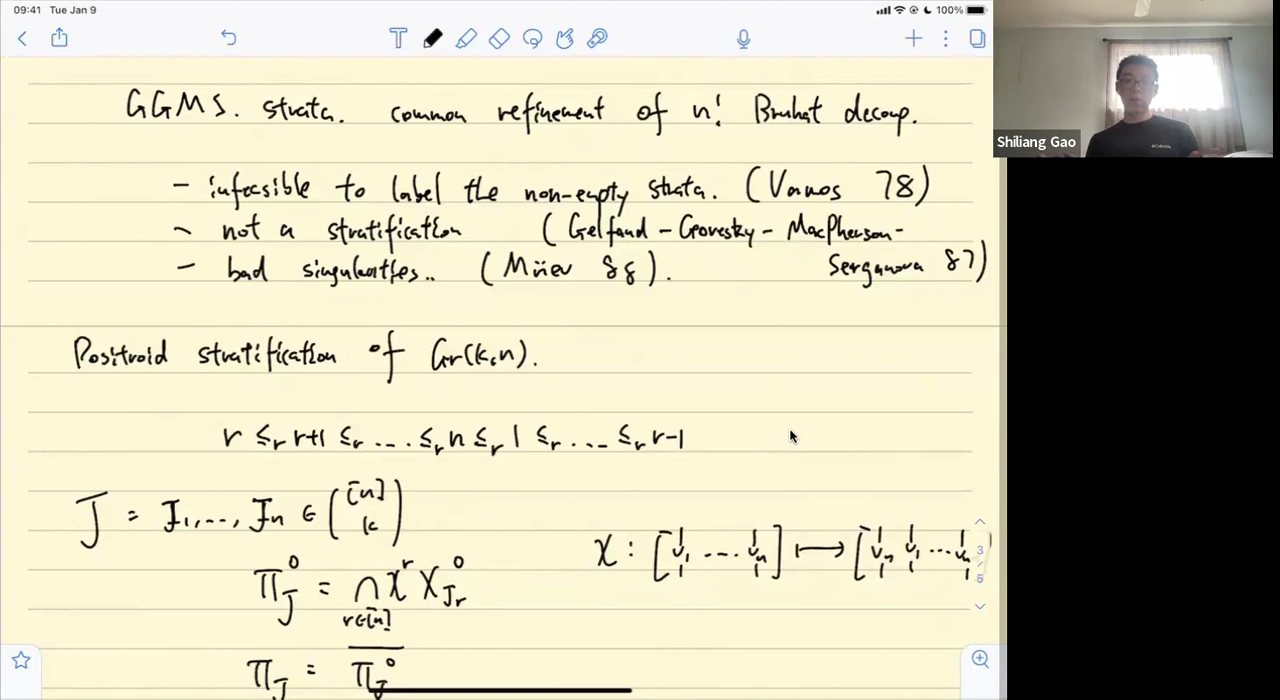 09:41 Tue Jan 9
100%
GGMS. strata. common refinement of n! Bruhat decomp.
- infeasible to label the non-empty strata. (Vamos 78)
- not a stratification (Gelfand - Goresky - MacPherson-
Serganova 87)
- bad singularities.. (Mnëv 88).
Positroid stratification of Gr(k,n).
r ≤r r+1 ≤r .... ≤r n ≤r 1 ≤r .... ≤r r-1
J = J1,..., Jn ∈ ([n] k)
χ : [v1 .... vn] ↦ [vn v1 ... vn
Π°J = ∩ r∈[n] χ^r X°Jr
ΠJ = Π°J
Shiliang Gao
3
/
5